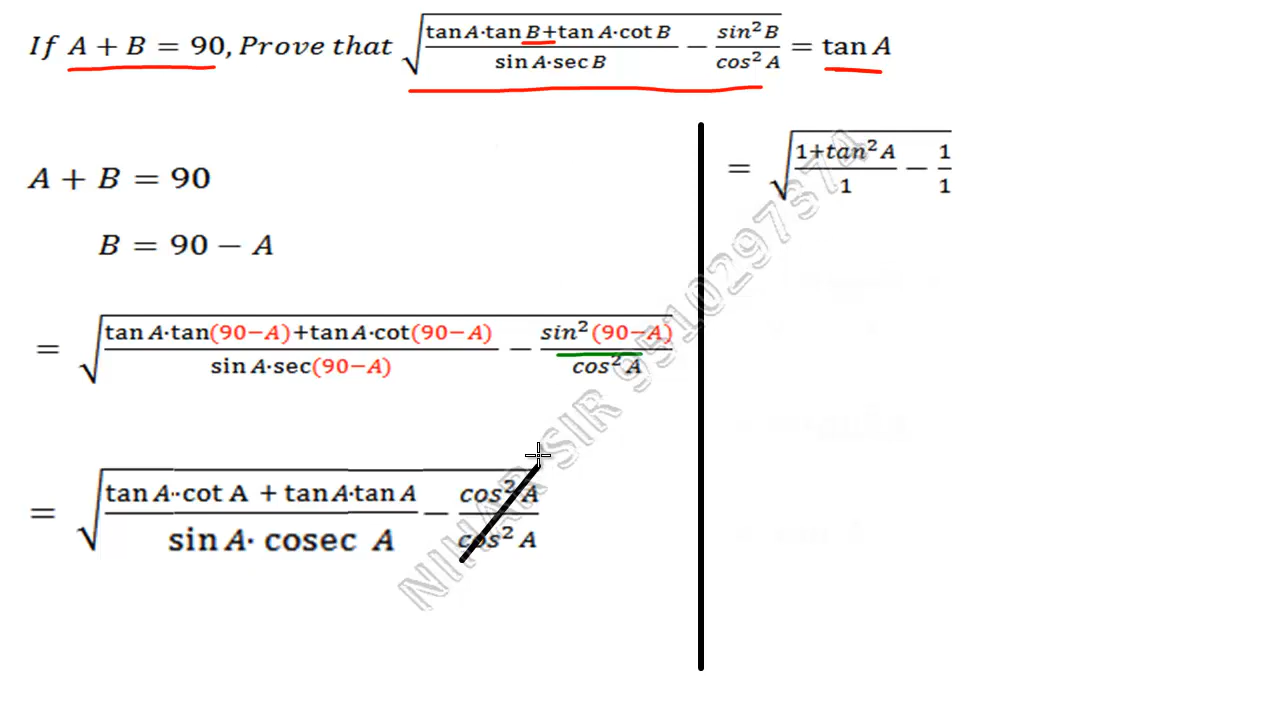 If A + B = 90, Prove that √((tan A·tan B+tan A·cot B)/(sin A·sec B) − sin²B/cos²A) = tan A
A + B = 90
B = 90 − A
= √((tan A·tan(90−A)+tan A·cot(90−A))/(sin A·sec(90−A)) − sin²(90−A)/cos²A)
= √((tan A··cot A + tan A·tan A)/(sin A· cosec A) − cos²A/cos²A)
= √((1+tan²A)/1 − 1/1)
NIHAR SIR 9510297374